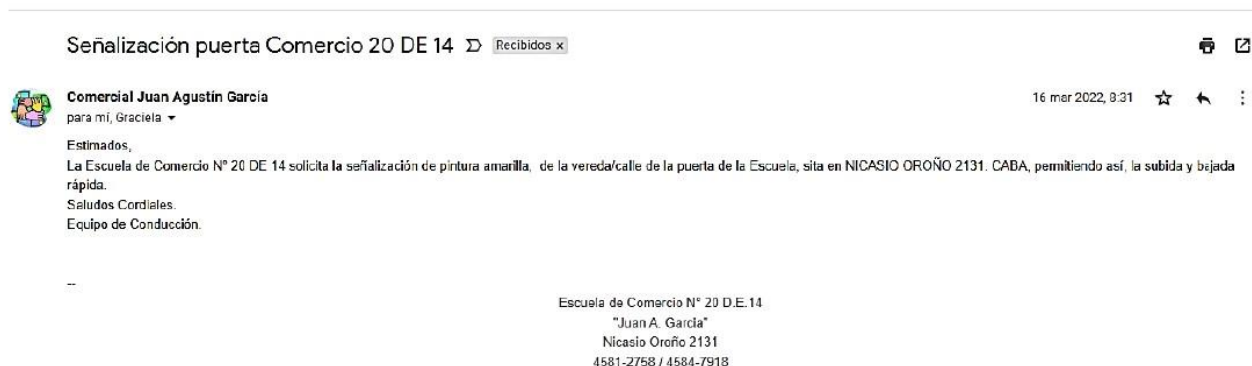 Señalización puerta Comercio 20 DE 14 Recibidos x
Comercial Juan Agustín García
16 mar 2022, 8:31
para mí, Graciela
Estimados,
La Escuela de Comercio N° 20 DE 14 solicita la señalización de pintura amarilla, de la vereda/calle de la puerta de la Escuela, sita en NICASIO OROÑO 2131. CABA, permitiendo así, la subida y bajada
rápida.
Saludos Cordiales.
Equipo de Conducción.
--
Escuela de Comercio N° 20 D.E.14
"Juan A. Garcia"
Nicasio Oroño 2131
4581-2758 / 4584-7918